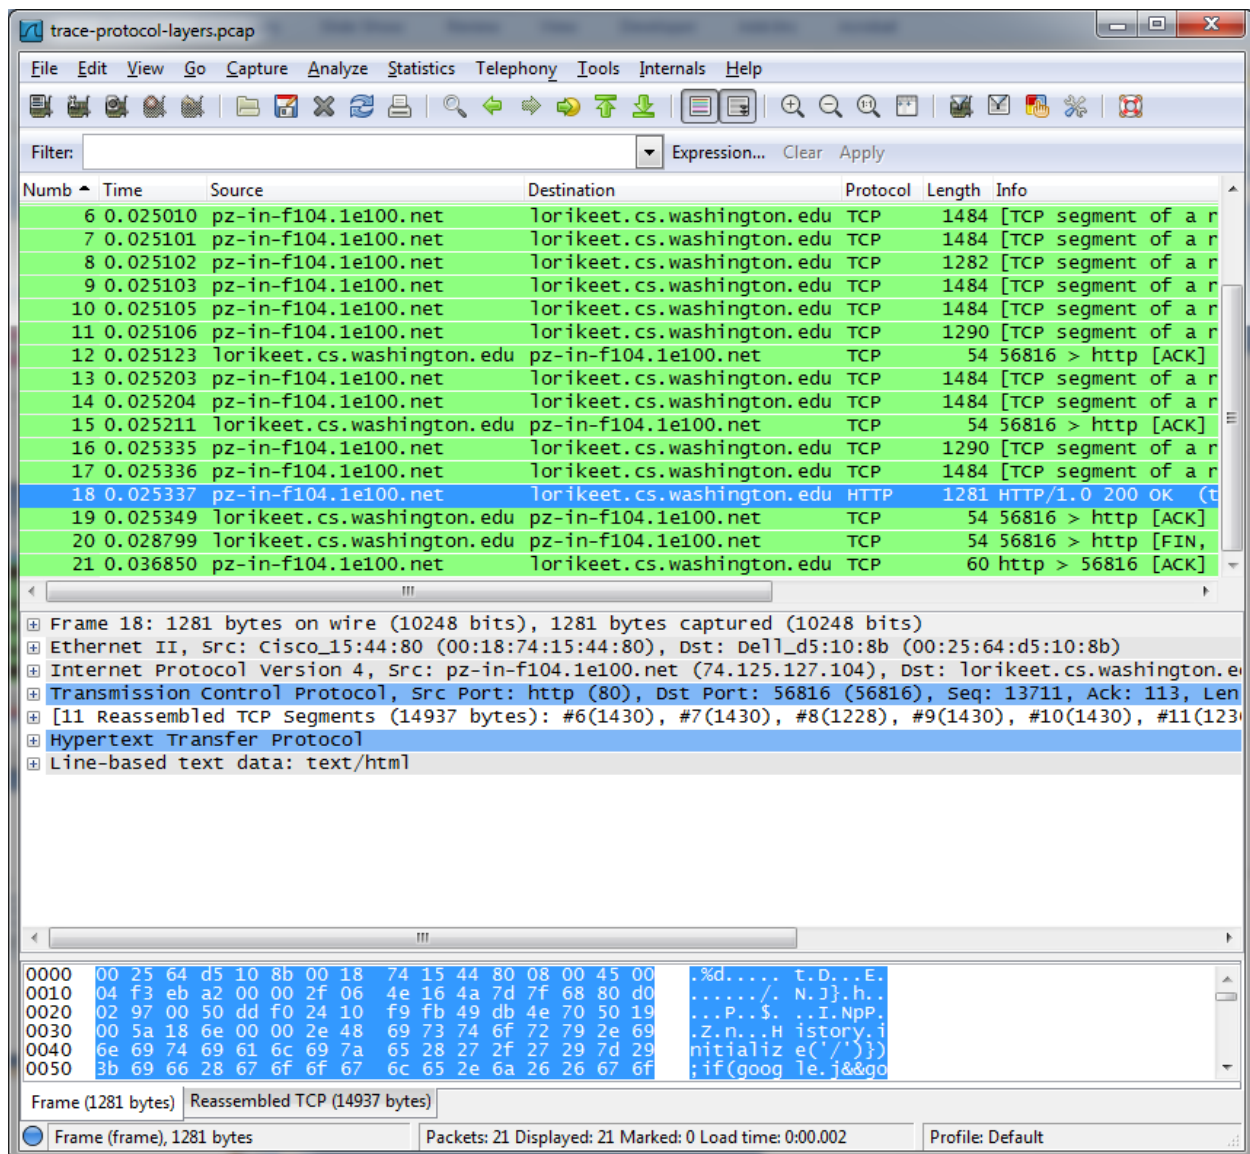 trace-protocol-layers.pcap
File Edit View Go Capture Analyze Statistics Telephony Tools Internals Help
Filter: Expression... Clear Apply
Numb Time Source Destination Protocol Length Info
6 0.025010 pz-in-f104.1e100.net lorikeet.cs.washington.edu TCP 1484 [TCP segment of a r
7 0.025101 pz-in-f104.1e100.net lorikeet.cs.washington.edu TCP 1484 [TCP segment of a r
8 0.025102 pz-in-f104.1e100.net lorikeet.cs.washington.edu TCP 1282 [TCP segment of a r
9 0.025103 pz-in-f104.1e100.net lorikeet.cs.washington.edu TCP 1484 [TCP segment of a r
10 0.025105 pz-in-f104.1e100.net lorikeet.cs.washington.edu TCP 1484 [TCP segment of a r
11 0.025106 pz-in-f104.1e100.net lorikeet.cs.washington.edu TCP 1290 [TCP segment of a r
12 0.025123 lorikeet.cs.washington.edu pz-in-f104.1e100.net TCP 54 56816 > http [ACK]
13 0.025203 pz-in-f104.1e100.net lorikeet.cs.washington.edu TCP 1484 [TCP segment of a r
14 0.025204 pz-in-f104.1e100.net lorikeet.cs.washington.edu TCP 1484 [TCP segment of a r
15 0.025211 lorikeet.cs.washington.edu pz-in-f104.1e100.net TCP 54 56816 > http [ACK]
16 0.025335 pz-in-f104.1e100.net lorikeet.cs.washington.edu TCP 1290 [TCP segment of a r
17 0.025336 pz-in-f104.1e100.net lorikeet.cs.washington.edu TCP 1484 [TCP segment of a r
18 0.025337 pz-in-f104.1e100.net lorikeet.cs.washington.edu HTTP 1281 HTTP/1.0 200 OK (t
19 0.025349 lorikeet.cs.washington.edu pz-in-f104.1e100.net TCP 54 56816 > http [ACK]
20 0.028799 lorikeet.cs.washington.edu pz-in-f104.1e100.net TCP 54 56816 > http [FIN,
21 0.036850 pz-in-f104.1e100.net lorikeet.cs.washington.edu TCP 60 http > 56816 [ACK]
Frame 18: 1281 bytes on wire (10248 bits), 1281 bytes captured (10248 bits)
Ethernet II, Src: Cisco_15:44:80 (00:18:74:15:44:80), Dst: Dell_d5:10:8b (00:25:64:d5:10:8b)
Internet Protocol Version 4, Src: pz-in-f104.1e100.net (74.125.127.104), Dst: lorikeet.cs.washington.e
Transmission Control Protocol, Src Port: http (80), Dst Port: 56816 (56816), Seq: 13711, Ack: 113, Len
[11 Reassembled TCP Segments (14937 bytes): #6(1430), #7(1430), #8(1228), #9(1430), #10(1430), #11(123
Hypertext Transfer Protocol
Line-based text data: text/html
0000 00 25 64 d5 10 8b 00 18 74 15 44 80 08 00 45 00 .%d..... t.D...E.
0010 04 f3 eb a2 00 00 2f 06 4e 16 4a 7d 7f 68 80 d0 ....../. N.J}.h..
0020 02 97 00 50 dd f0 24 10 f9 fb 49 db 4e 70 50 19 ...P..$. ..I.NpP.
0030 00 5a 18 6e 00 00 2e 48 69 73 74 6f 72 79 2e 69 .Z.n...H istory.i
0040 6e 69 74 69 61 6c 69 7a 65 28 27 2f 27 29 7d 29 nitializ e('/')})
0050 3b 69 66 28 67 6f 6f 67 6c 65 2e 6a 26 26 67 6f ;if(goog le.j&&go
Frame (1281 bytes) Reassembled TCP (14937 bytes)
Frame (frame), 1281 bytes Packets: 21 Displayed: 21 Marked: 0 Load time: 0:00.002 Profile: Default